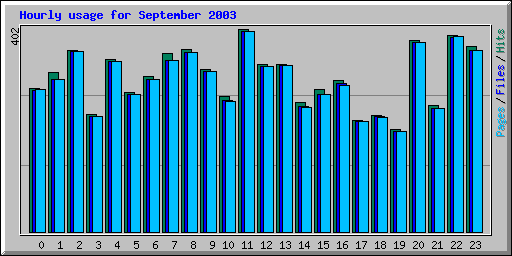 Hourly usage for September 2003
402
Pages/Files/Hits
0 1 2 3 4 5 6 7 8 9 10 11 12 13 14 15 16 17 18 19 20 21 22 23